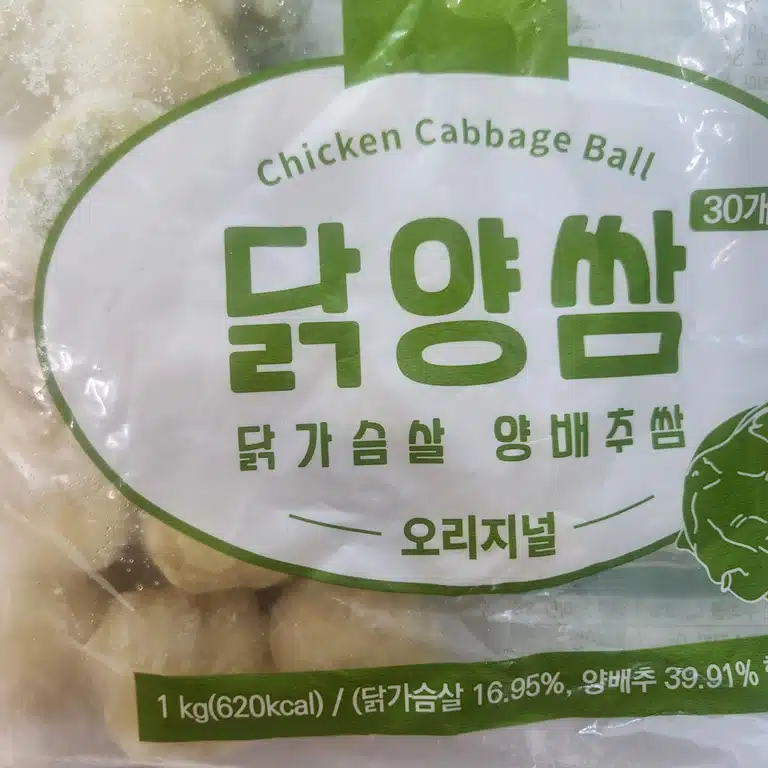 Chicken Cabbage Ball
30개
닭양쌈
닭가슴살 양배추쌈
오리지널
1 kg(620kcal) / (닭가슴살 16.95%, 양배추 39.91%